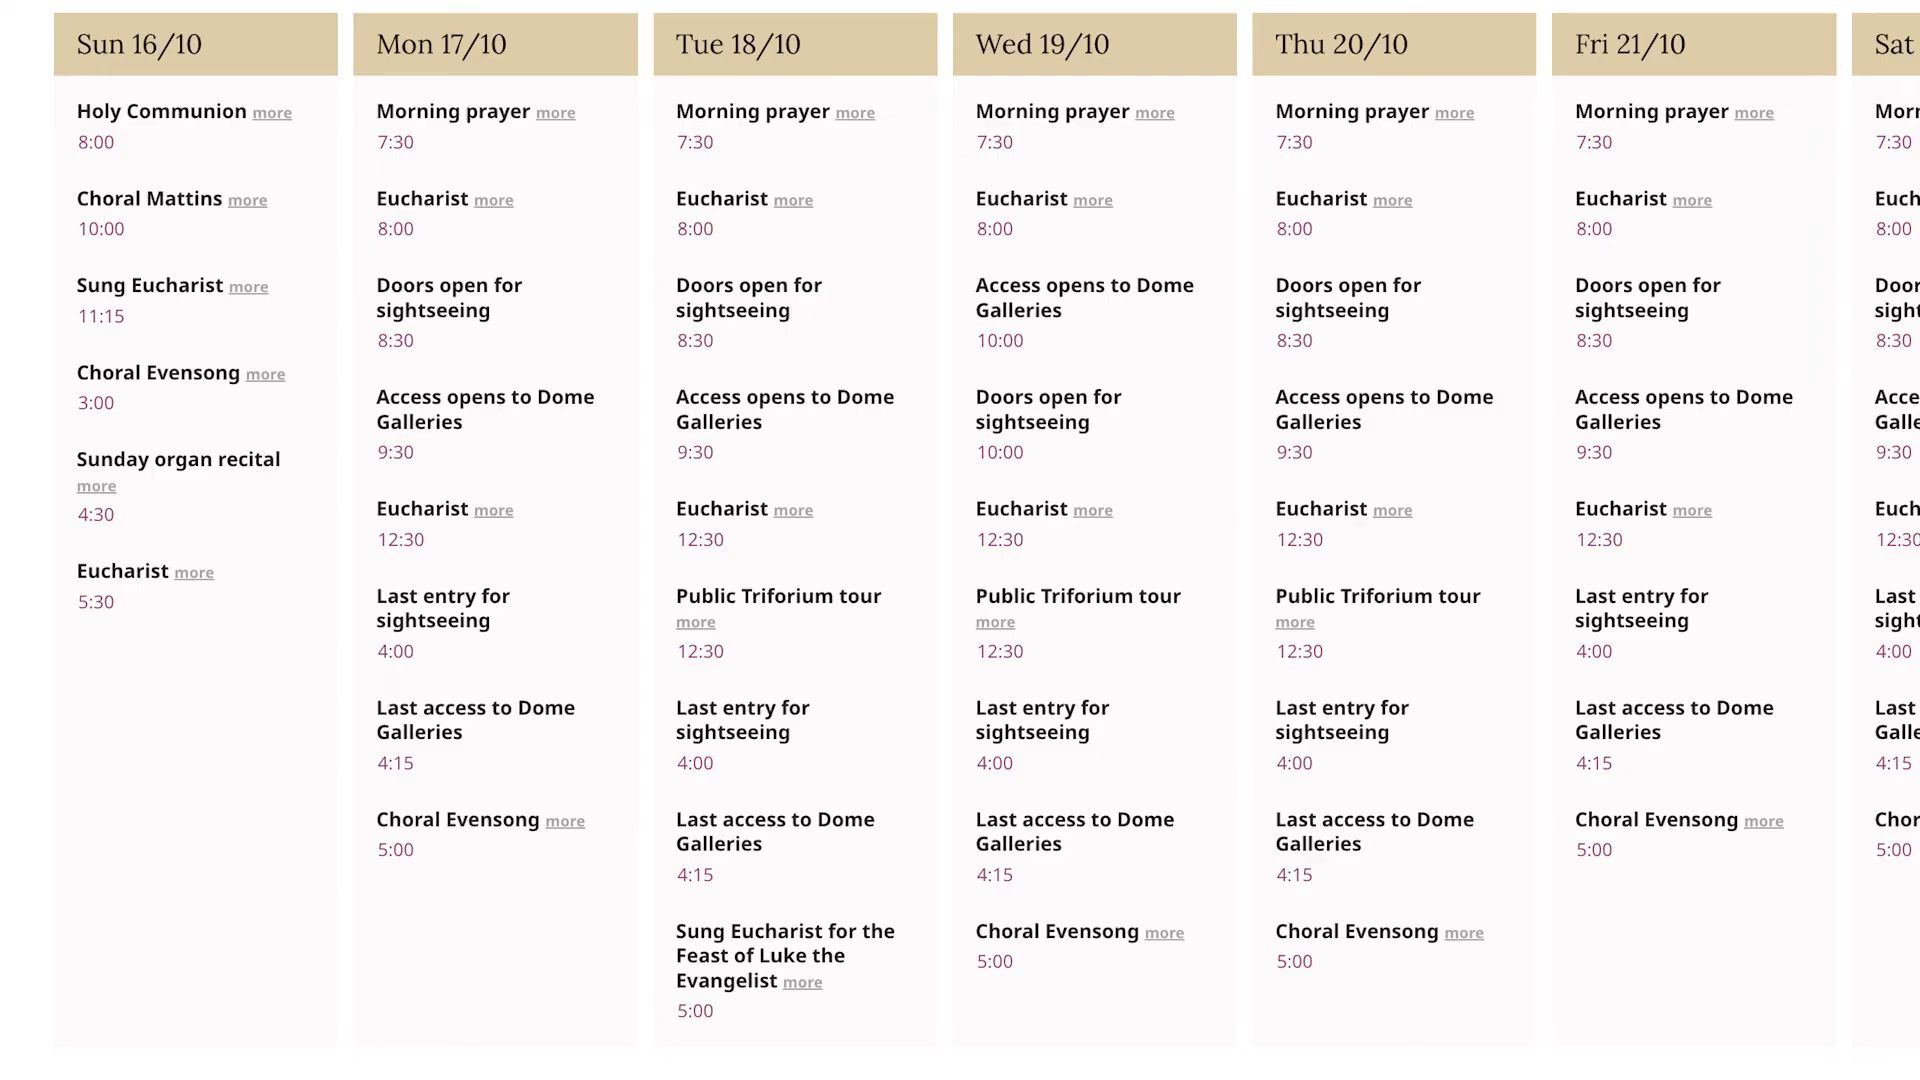 Sun 16/10
Holy Communion more
8:00
Choral Mattins more
10:00
Sung Eucharist more
11:15
Choral Evensong more
3:00
Sunday organ recital
more
4:30
Eucharist more
5:30
Mon 17/10
Morning prayer more
7:30
Eucharist more
8:00
Doors open for
sightseeing
8:30
Access opens to Dome
Galleries
9:30
Eucharist more
12:30
Last entry for
sightseeing
4:00
Last access to Dome
Galleries
4:15
Choral Evensong more
5:00
Tue 18/10
Morning prayer more
7:30
Eucharist more
8:00
Doors open for
sightseeing
8:30
Access opens to Dome
Galleries
9:30
Eucharist more
12:30
Public Triforium tour
more
12:30
Last entry for
sightseeing
4:00
Last access to Dome
Galleries
4:15
Sung Eucharist for the
Feast of Luke the
Evangelist more
5:00
Wed 19/10
Morning prayer more
7:30
Eucharist more
8:00
Access opens to Dome
Galleries
10:00
Doors open for
sightseeing
10:00
Eucharist more
12:30
Public Triforium tour
more
12:30
Last entry for
sightseeing
4:00
Last access to Dome
Galleries
4:15
Choral Evensong more
5:00
Thu 20/10
Morning prayer more
7:30
Eucharist more
8:00
Doors open for
sightseeing
8:30
Access opens to Dome
Galleries
9:30
Eucharist more
12:30
Public Triforium tour
more
12:30
Last entry for
sightseeing
4:00
Last access to Dome
Galleries
4:15
Choral Evensong more
5:00
Fri 21/10
Morning prayer more
7:30
Eucharist more
8:00
Doors open for
sightseeing
8:30
Access opens to Dome
Galleries
9:30
Eucharist more
12:30
Last entry for
sightseeing
4:00
Last access to Dome
Galleries
4:15
Choral Evensong more
5:00
Sat
7:30
8:00
8:30
9:30
12:30
Last
4:00
Last
4:15
5:00